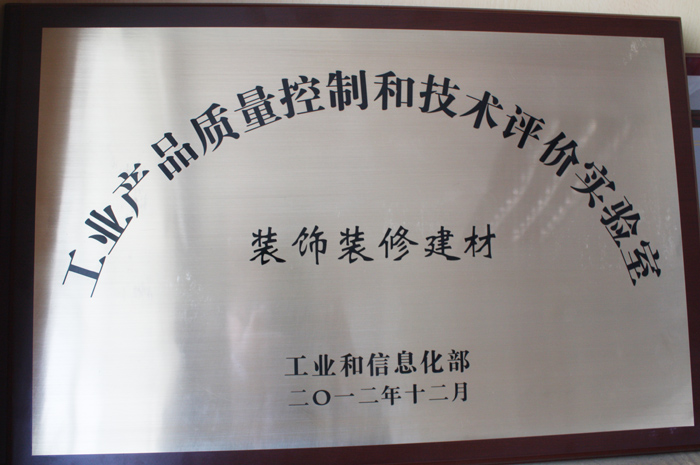 工业产品质量控制和技术评价实验室
装饰装修建材
工业和信息化部
二〇一二年十二月